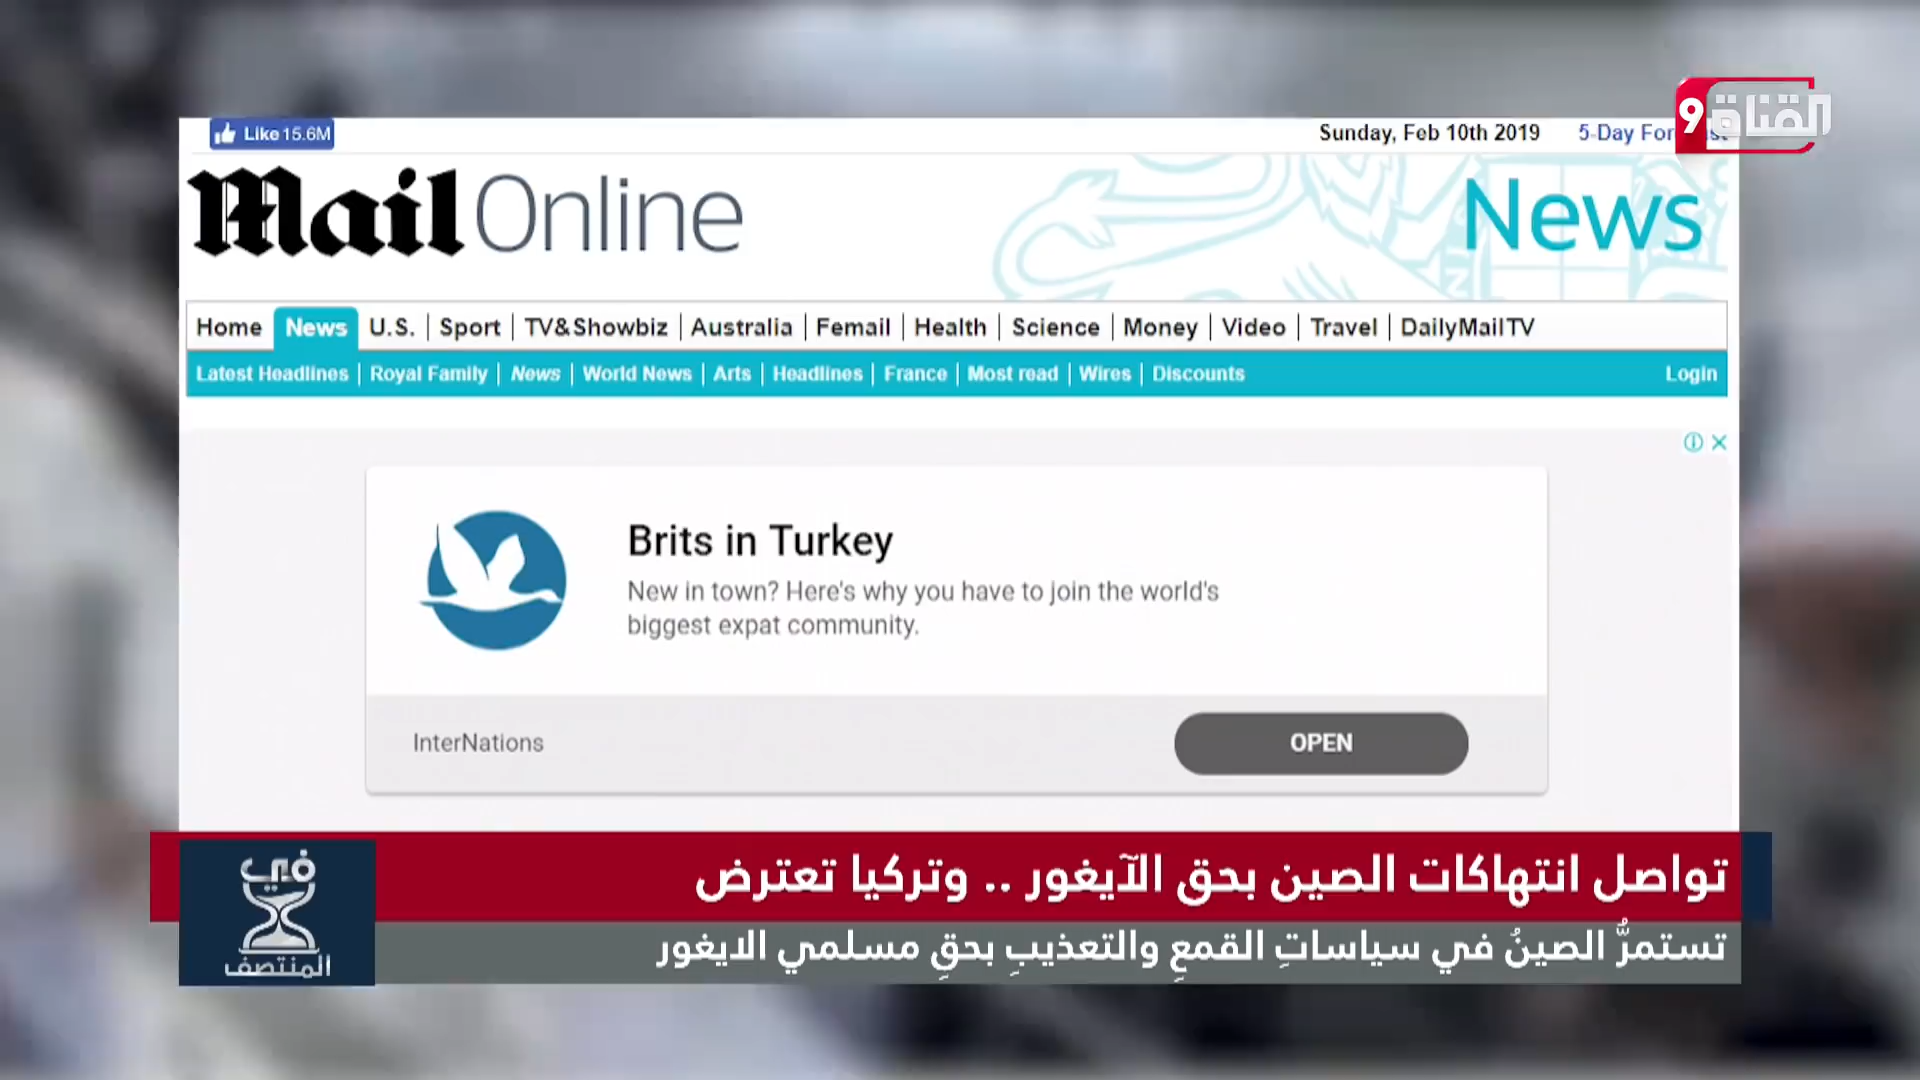 القناة 9
Like 15.6M
Sunday, Feb 10th 2019
5-Day For st
Mail Online
News
Home News U.S. Sport TV&Showbiz Australia Femail Health Science Money Video Travel DailyMailTV
Latest Headlines Royal Family News World News Arts Headlines France Most read Wires Discounts Login
Brits in Turkey
New in town? Here's why you have to join the world's
biggest expat community.
InterNations
OPEN
تواصل انتهاكات الصين بحق الآيغور .. وتركيا تعترض
تستمرُّ الصينُ في سياساتِ القمعِ والتعذيبِ بحقِ مسلمي الايغور
في
المنتصف